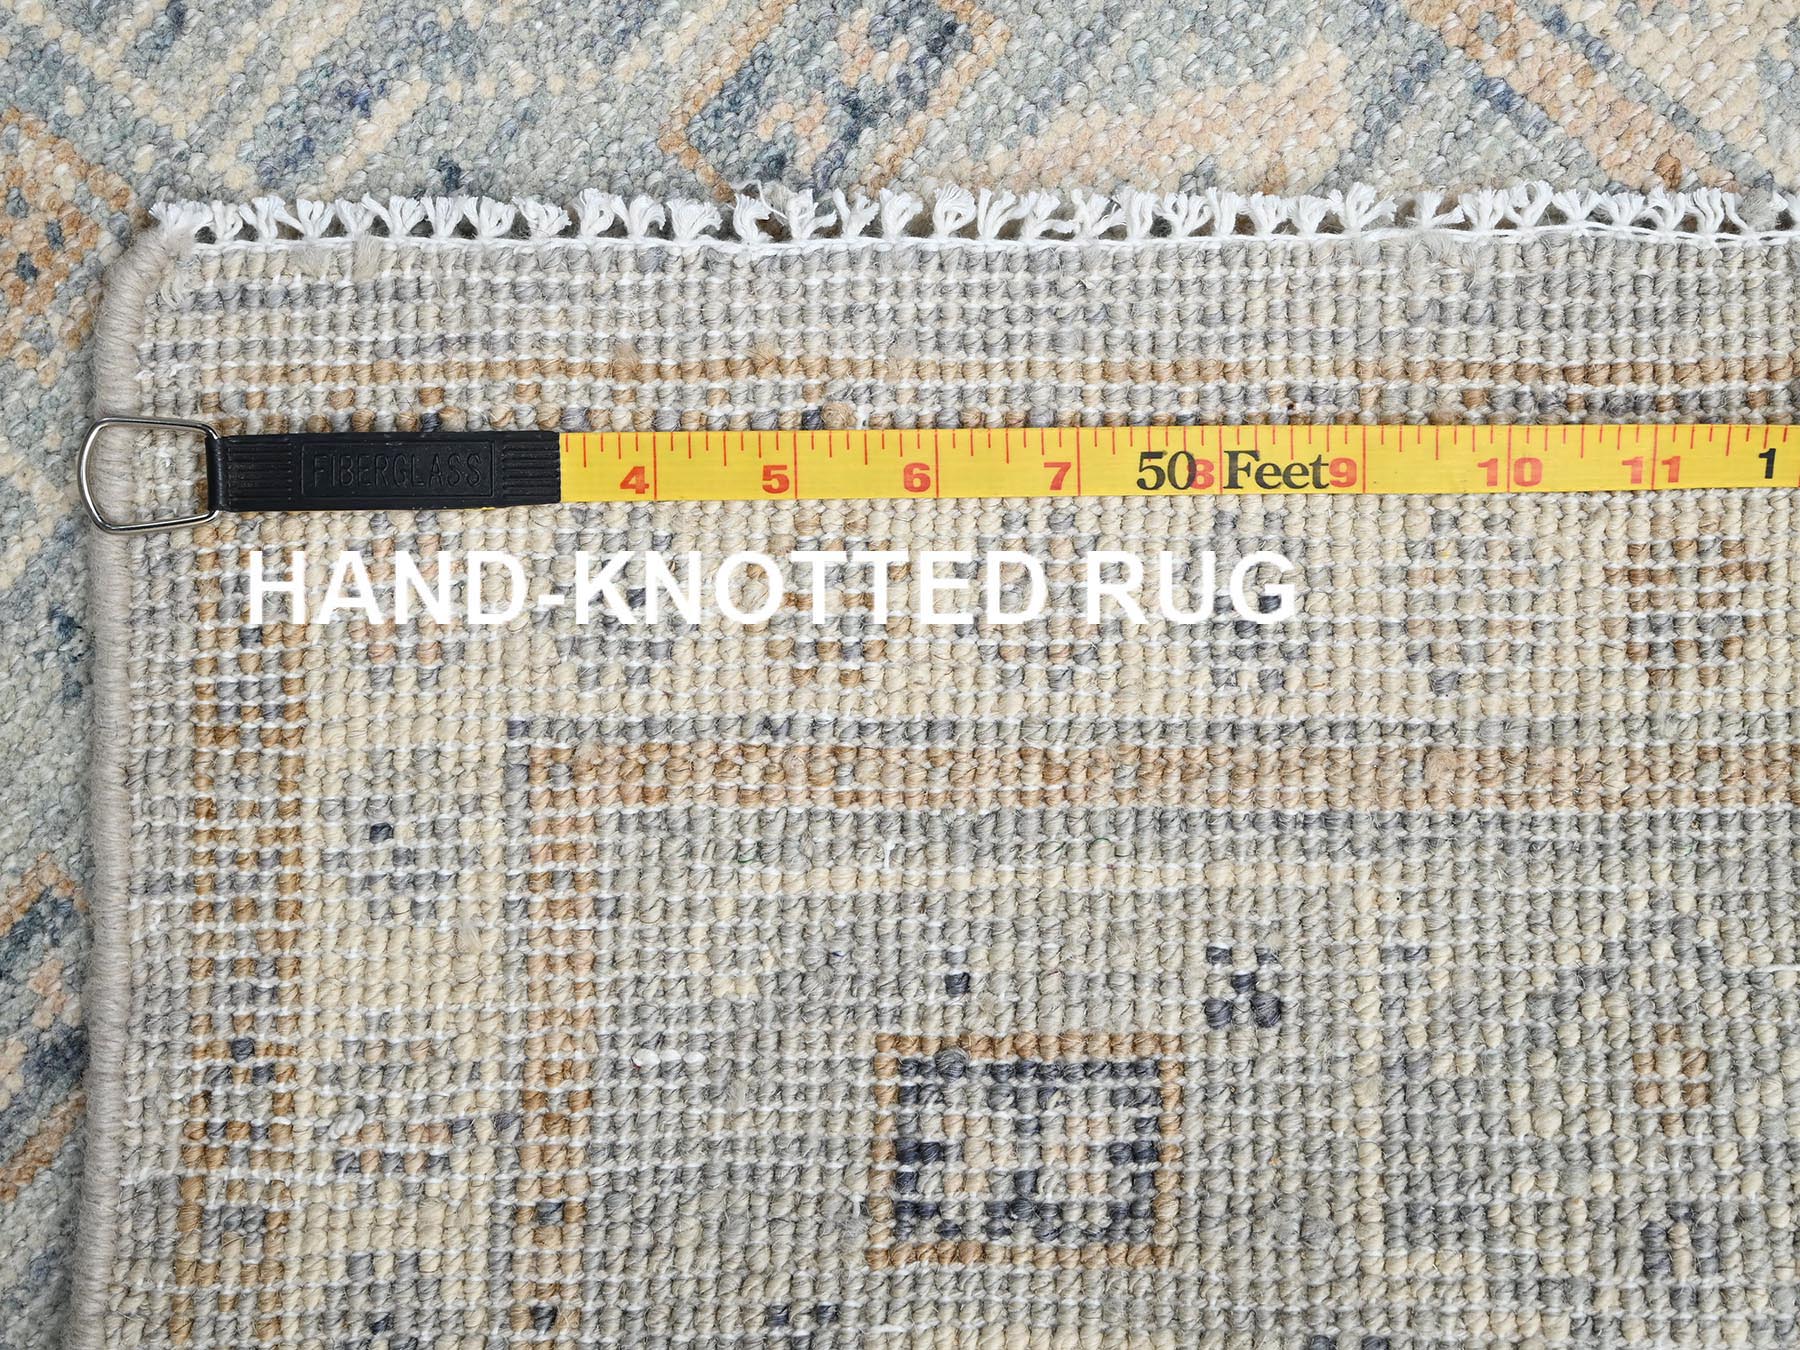 FIBERGLASS 4 5 6 7 50 8 Feet 9 10 11 1
HAND-KNOTTED RUG